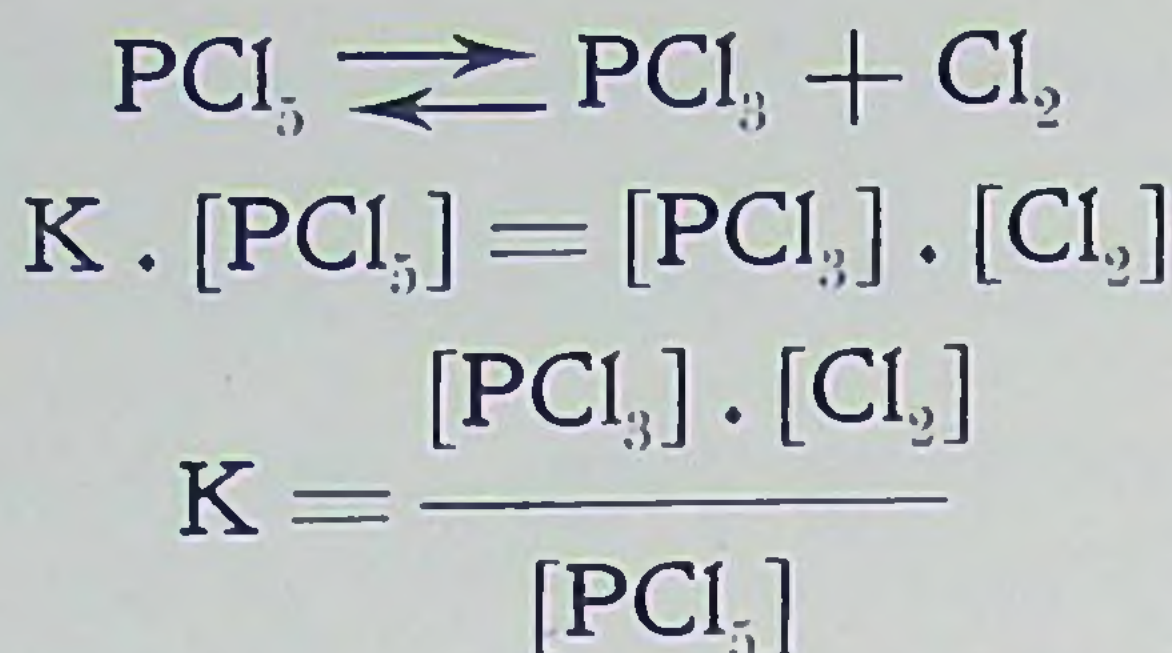 PCl₅ ⇄ PCl₃ + Cl₂
K . [PCl₅] = [PCl₃] . [Cl₂]
[PCl₃] . [Cl₂]
K =
[PCl₅]